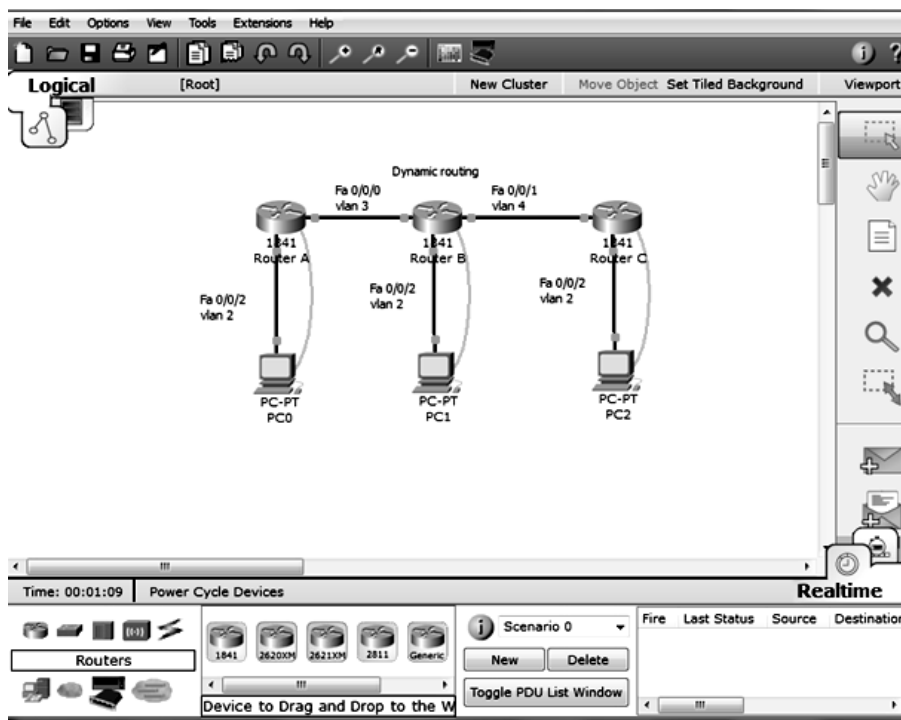 File Edit Options View Tools Extensions Help
i ?
Logical [Root] New Cluster Move Object Set Tiled Background Viewport
Dynamic routing
Fa 0/0/0
vlan 3
Fa 0/0/1
vlan 4
1841
Router A
1841
Router B
1841
Router C
Fa 0/0/2
vlan 2
Fa 0/0/2
vlan 2
Fa 0/0/2
vlan 2
PC-PT
PC0
PC-PT
PC1
PC-PT
PC2
Time: 00:01:09 Power Cycle Devices Realtime
Routers
1841 2620XM 2621XM 2811 Generic
Device to Drag and Drop to the W
i Scenario 0
New Delete
Toggle PDU List Window
Fire Last Status Source Destination